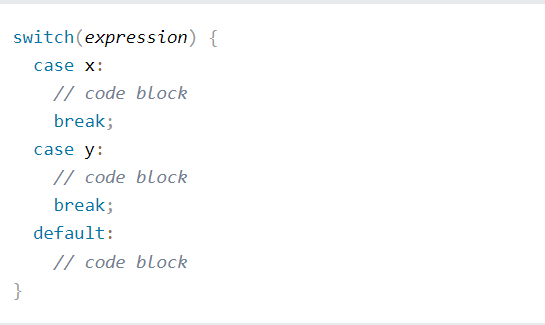 switch(expression) {
  case x:
    // code block
    break;
  case y:
    // code block
    break;
  default:
    // code block
}